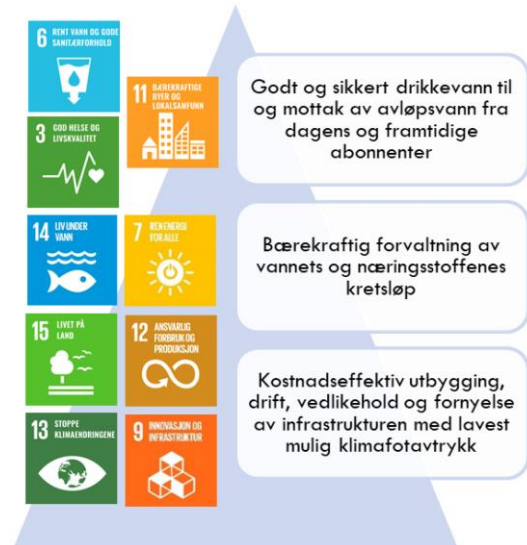 6 RENT VANN OG GODE
SANITÆRFORHOLD
11 BÆREKRAFTIGE
BYER OG
LOKALSAMFUNN
3 GOD HELSE OG
LIVSKVALITET
Godt og sikkert drikkevann til
og mottak av avløpsvann fra
dagens og framtidige
abonnenter
14 LIV UNDER
VANN
7 REN ENERGI
FOR ALLE
Bærekraftig forvaltning av
vannets og næringsstoffenes
kretsløp
15 LIVET PÅ
LAND
12 ANSVARLIG
FORBRUK OG
PRODUKSJON
13 STOPPE
KLIMAENDRINGENE
9 INNOVASJON OG
INFRASTRUKTUR
Kostnadseffektiv utbygging,
drift, vedlikehold og fornyelse
av infrastrukturen med lavest
mulig klimafotavtrykk